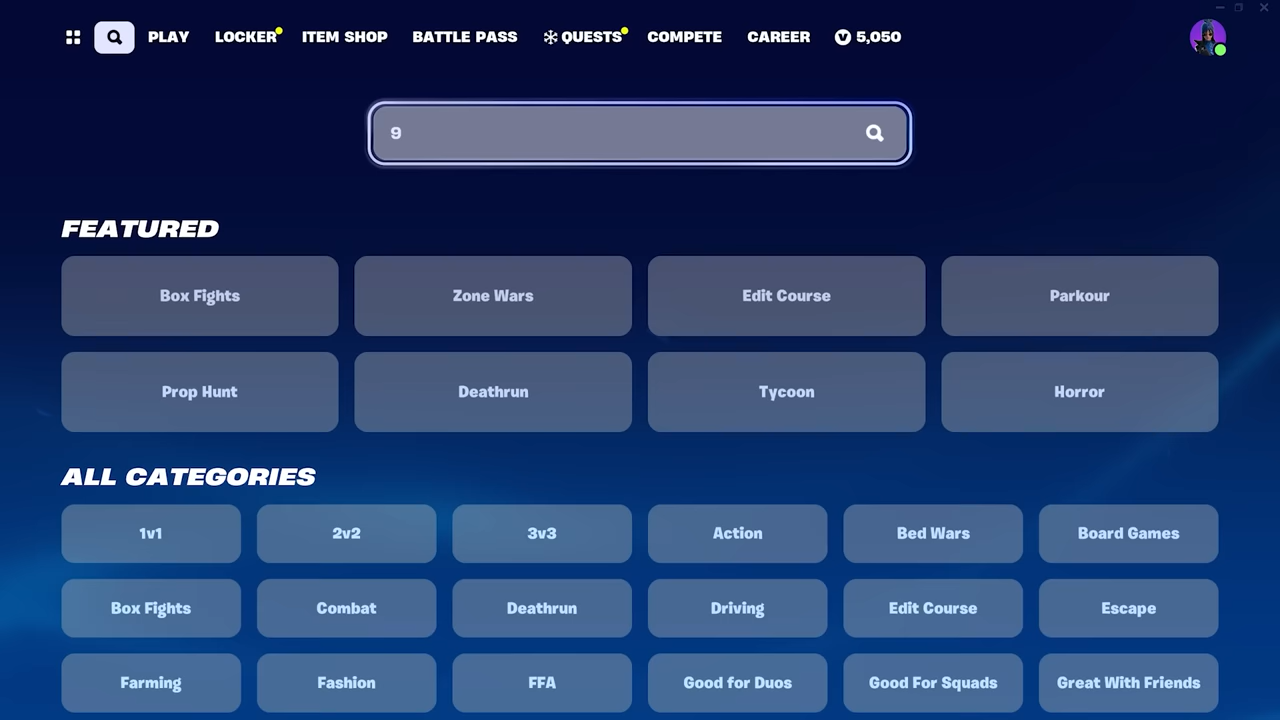 PLAY LOCKER ITEM SHOP BATTLE PASS QUESTS COMPETE CAREER 5,050
9
FEATURED
Box Fights Zone Wars Edit Course Parkour
Prop Hunt Deathrun Tycoon Horror
ALL CATEGORIES
1v1 2v2 3v3 Action Bed Wars Board Games
Box Fights Combat Deathrun Driving Edit Course Escape
Farming Fashion FFA Good for Duos Good For Squads Great With Friends